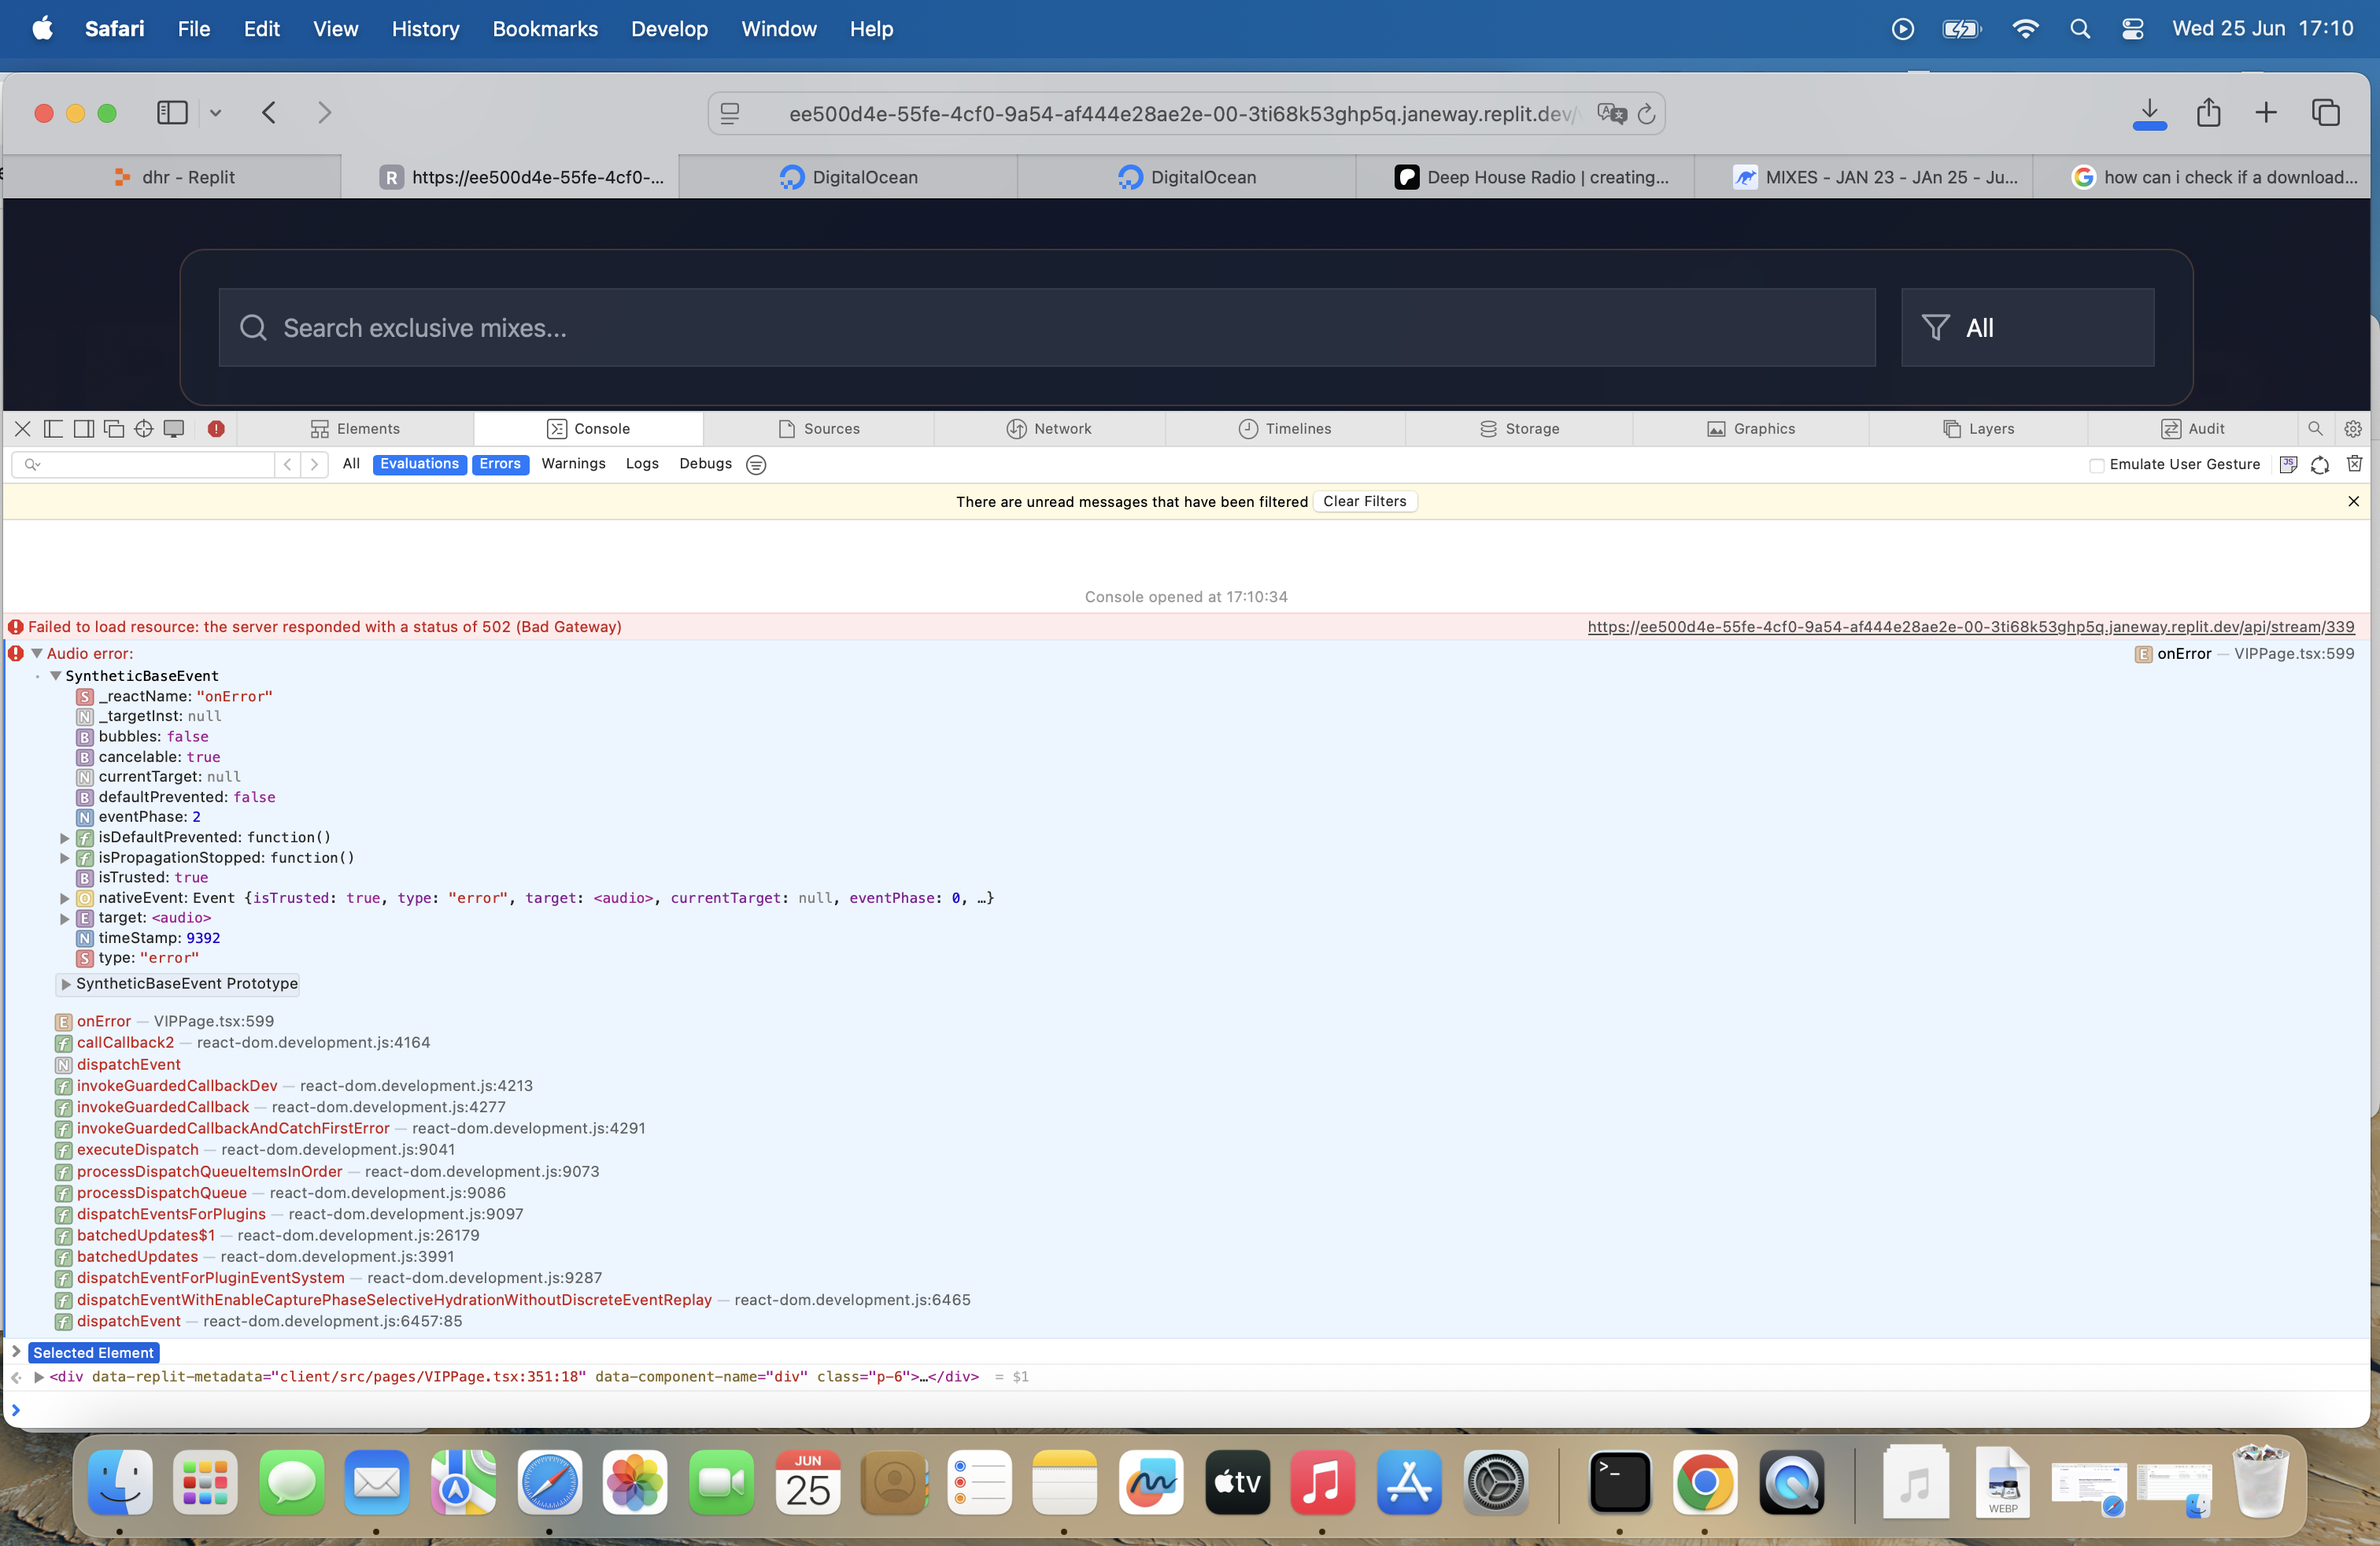 Safari File Edit View History Bookmarks Develop Window Help Wed 25 Jun 17:10
ee500d4e-55fe-4cf0-9a54-af444e28ae2e-00-3ti68k53ghp5q.janeway.replit.dev/
dhr - Replit
R https://ee500d4e-55fe-4cf0-...
DigitalOcean
DigitalOcean
Deep House Radio | creating...
MIXES - JAN 23 - JAn 25 - Ju...
how can i check if a download...
Search exclusive mixes...
All
Elements Console Sources Network Timelines Storage Graphics Layers Audit
All Evaluations Errors Warnings Logs Debugs Emulate User Gesture
There are unread messages that have been filtered Clear Filters
Console opened at 17:10:34
Failed to load resource: the server responded with a status of 502 (Bad Gateway) https://ee500d4e-55fe-4cf0-9a54-af444e28ae2e-00-3ti68k53ghp5q.janeway.replit.dev/api/stream/339
Audio error: E onError — VIPPage.tsx:599
SyntheticBaseEvent
S _reactName: "onError"
N _targetInst: null
B bubbles: false
B cancelable: true
N currentTarget: null
B defaultPrevented: false
N eventPhase: 2
f isDefaultPrevented: function()
f isPropagationStopped: function()
B isTrusted: true
O nativeEvent: Event {isTrusted: true, type: "error", target: <audio>, currentTarget: null, eventPhase: 0, …}
E target: <audio>
N timeStamp: 9392
S type: "error"
SyntheticBaseEvent Prototype
E onError — VIPPage.tsx:599
f callCallback2 — react-dom.development.js:4164
N dispatchEvent
f invokeGuardedCallbackDev — react-dom.development.js:4213
f invokeGuardedCallback — react-dom.development.js:4277
f invokeGuardedCallbackAndCatchFirstError — react-dom.development.js:4291
f executeDispatch — react-dom.development.js:9041
f processDispatchQueueItemsInOrder — react-dom.development.js:9073
f processDispatchQueue — react-dom.development.js:9086
f dispatchEventsForPlugins — react-dom.development.js:9097
f batchedUpdates$1 — react-dom.development.js:26179
f batchedUpdates — react-dom.development.js:3991
f dispatchEventForPluginEventSystem — react-dom.development.js:9287
f dispatchEventWithEnableCapturePhaseSelectiveHydrationWithoutDiscreteEventReplay — react-dom.development.js:6465
f dispatchEvent — react-dom.development.js:6457:85
Selected Element
<div data-replit-metadata="client/src/pages/VIPPage.tsx:351:18" data-component-name="div" class="p-6">…</div> = $1
JUN
25
tv
WEBP